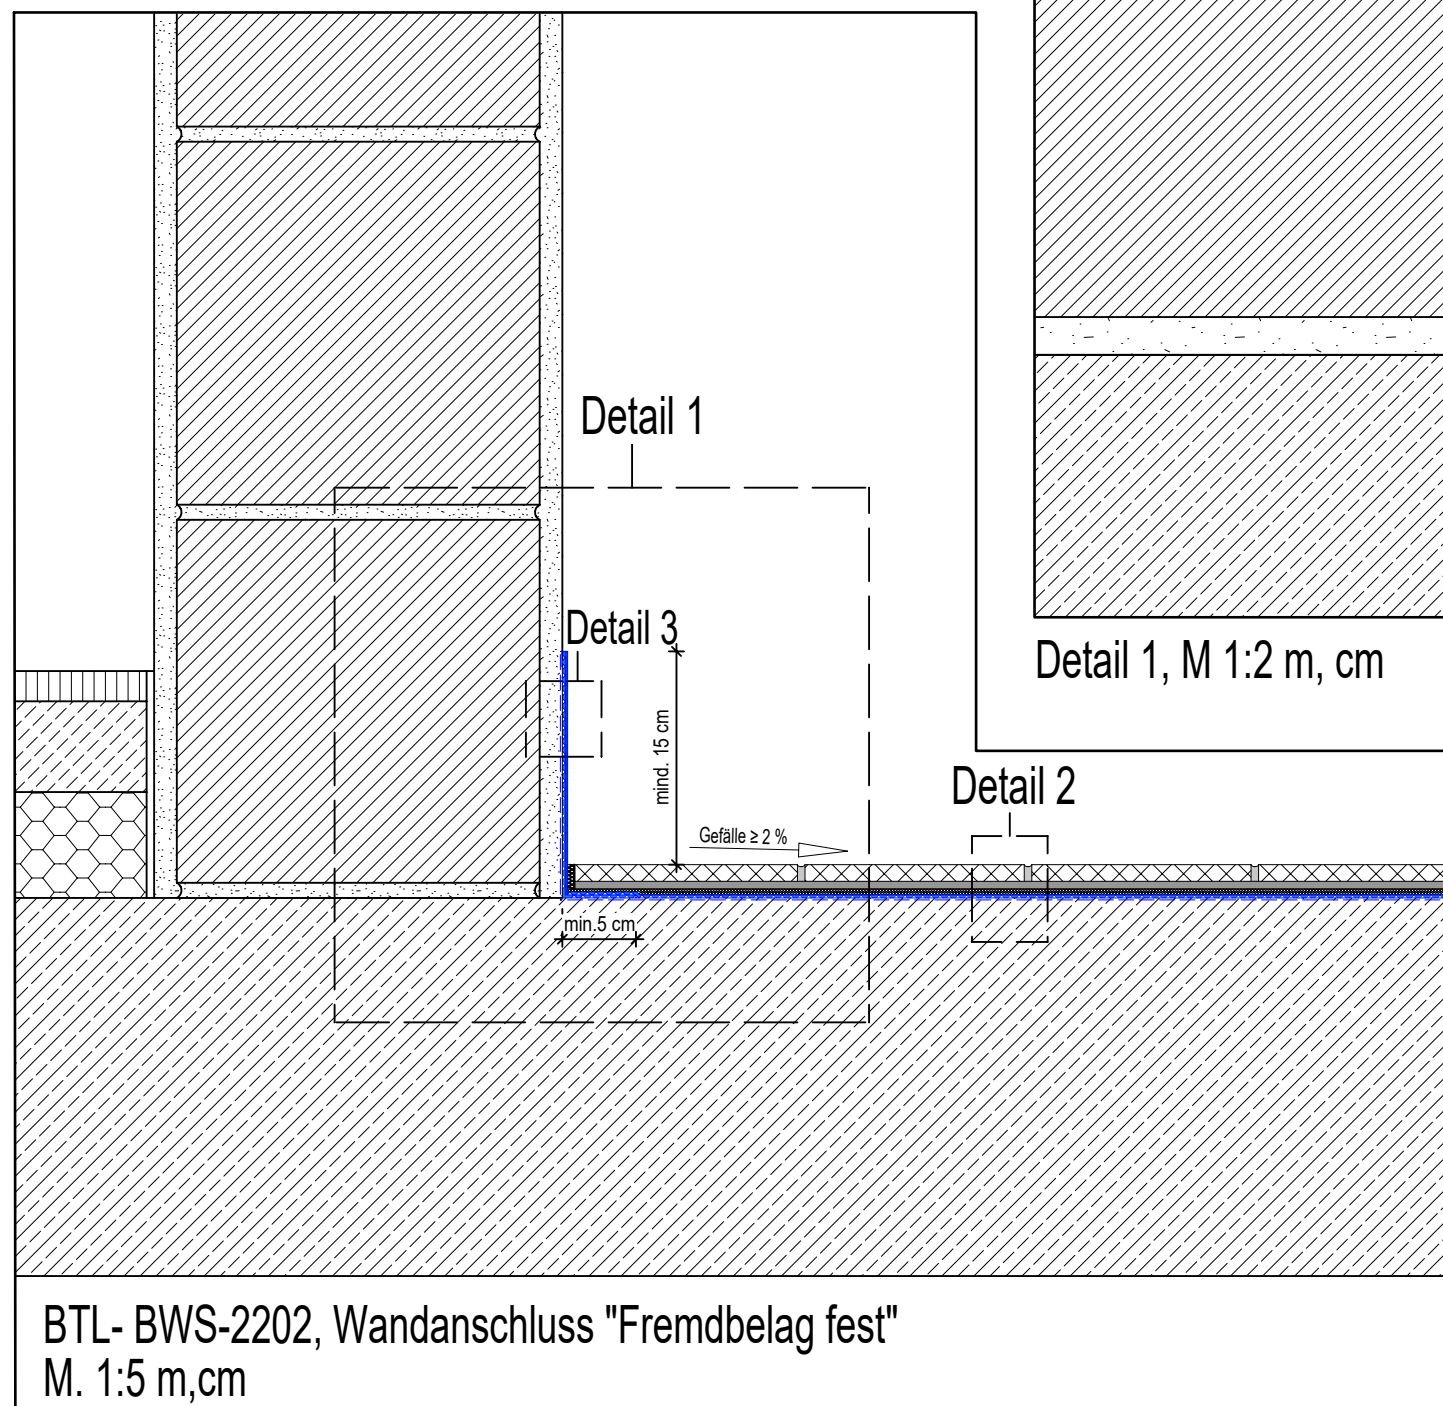 Detail 1
Detail 3
Detail 1, M 1:2 m, cm
mind. 15 cm
Detail 2
Gefälle ≥ 2 %
min.5 cm
BTL- BWS-2202, Wandanschluss "Fremdbelag fest"
M. 1:5 m,cm